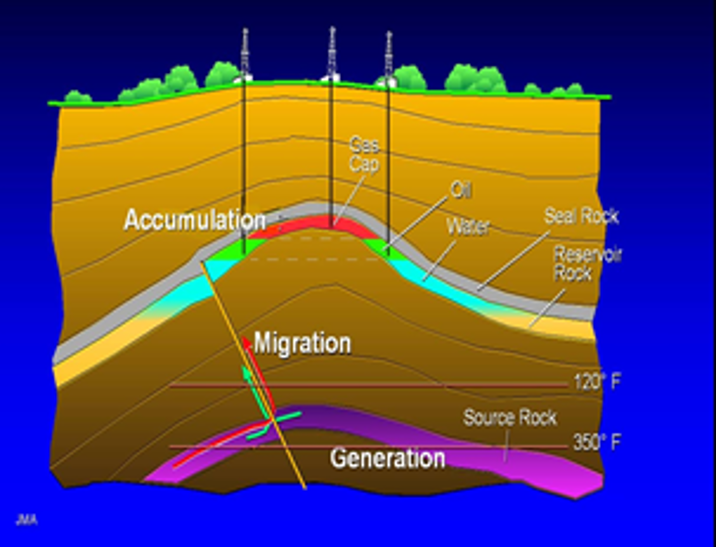 Gas
Cap
Oil
Accumulation
Water
Seal Rock
Reservoir
Rock
Migration
120° F
Source Rock
350° F
Generation
JMA